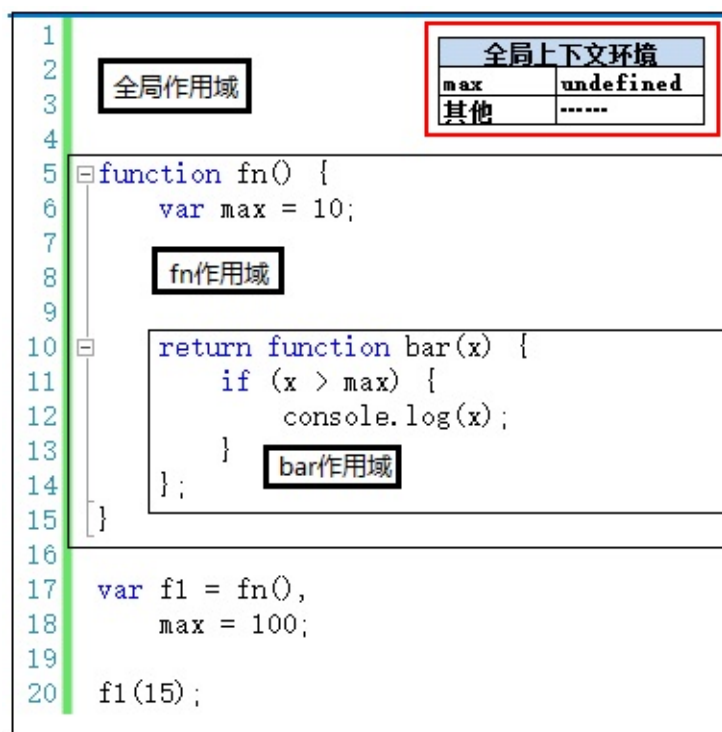 1
2 全局作用域 全局上下文环境
max undefined
3 其他 ------
4
5 function fn() {
6 var max = 10;
7
8 fn作用域
9
10 return function bar(x) {
11 if (x > max) {
12 console.log(x);
13 }
bar作用域
14 };
15 }
16
17 var f1 = fn(),
18 max = 100;
19
20 f1(15);